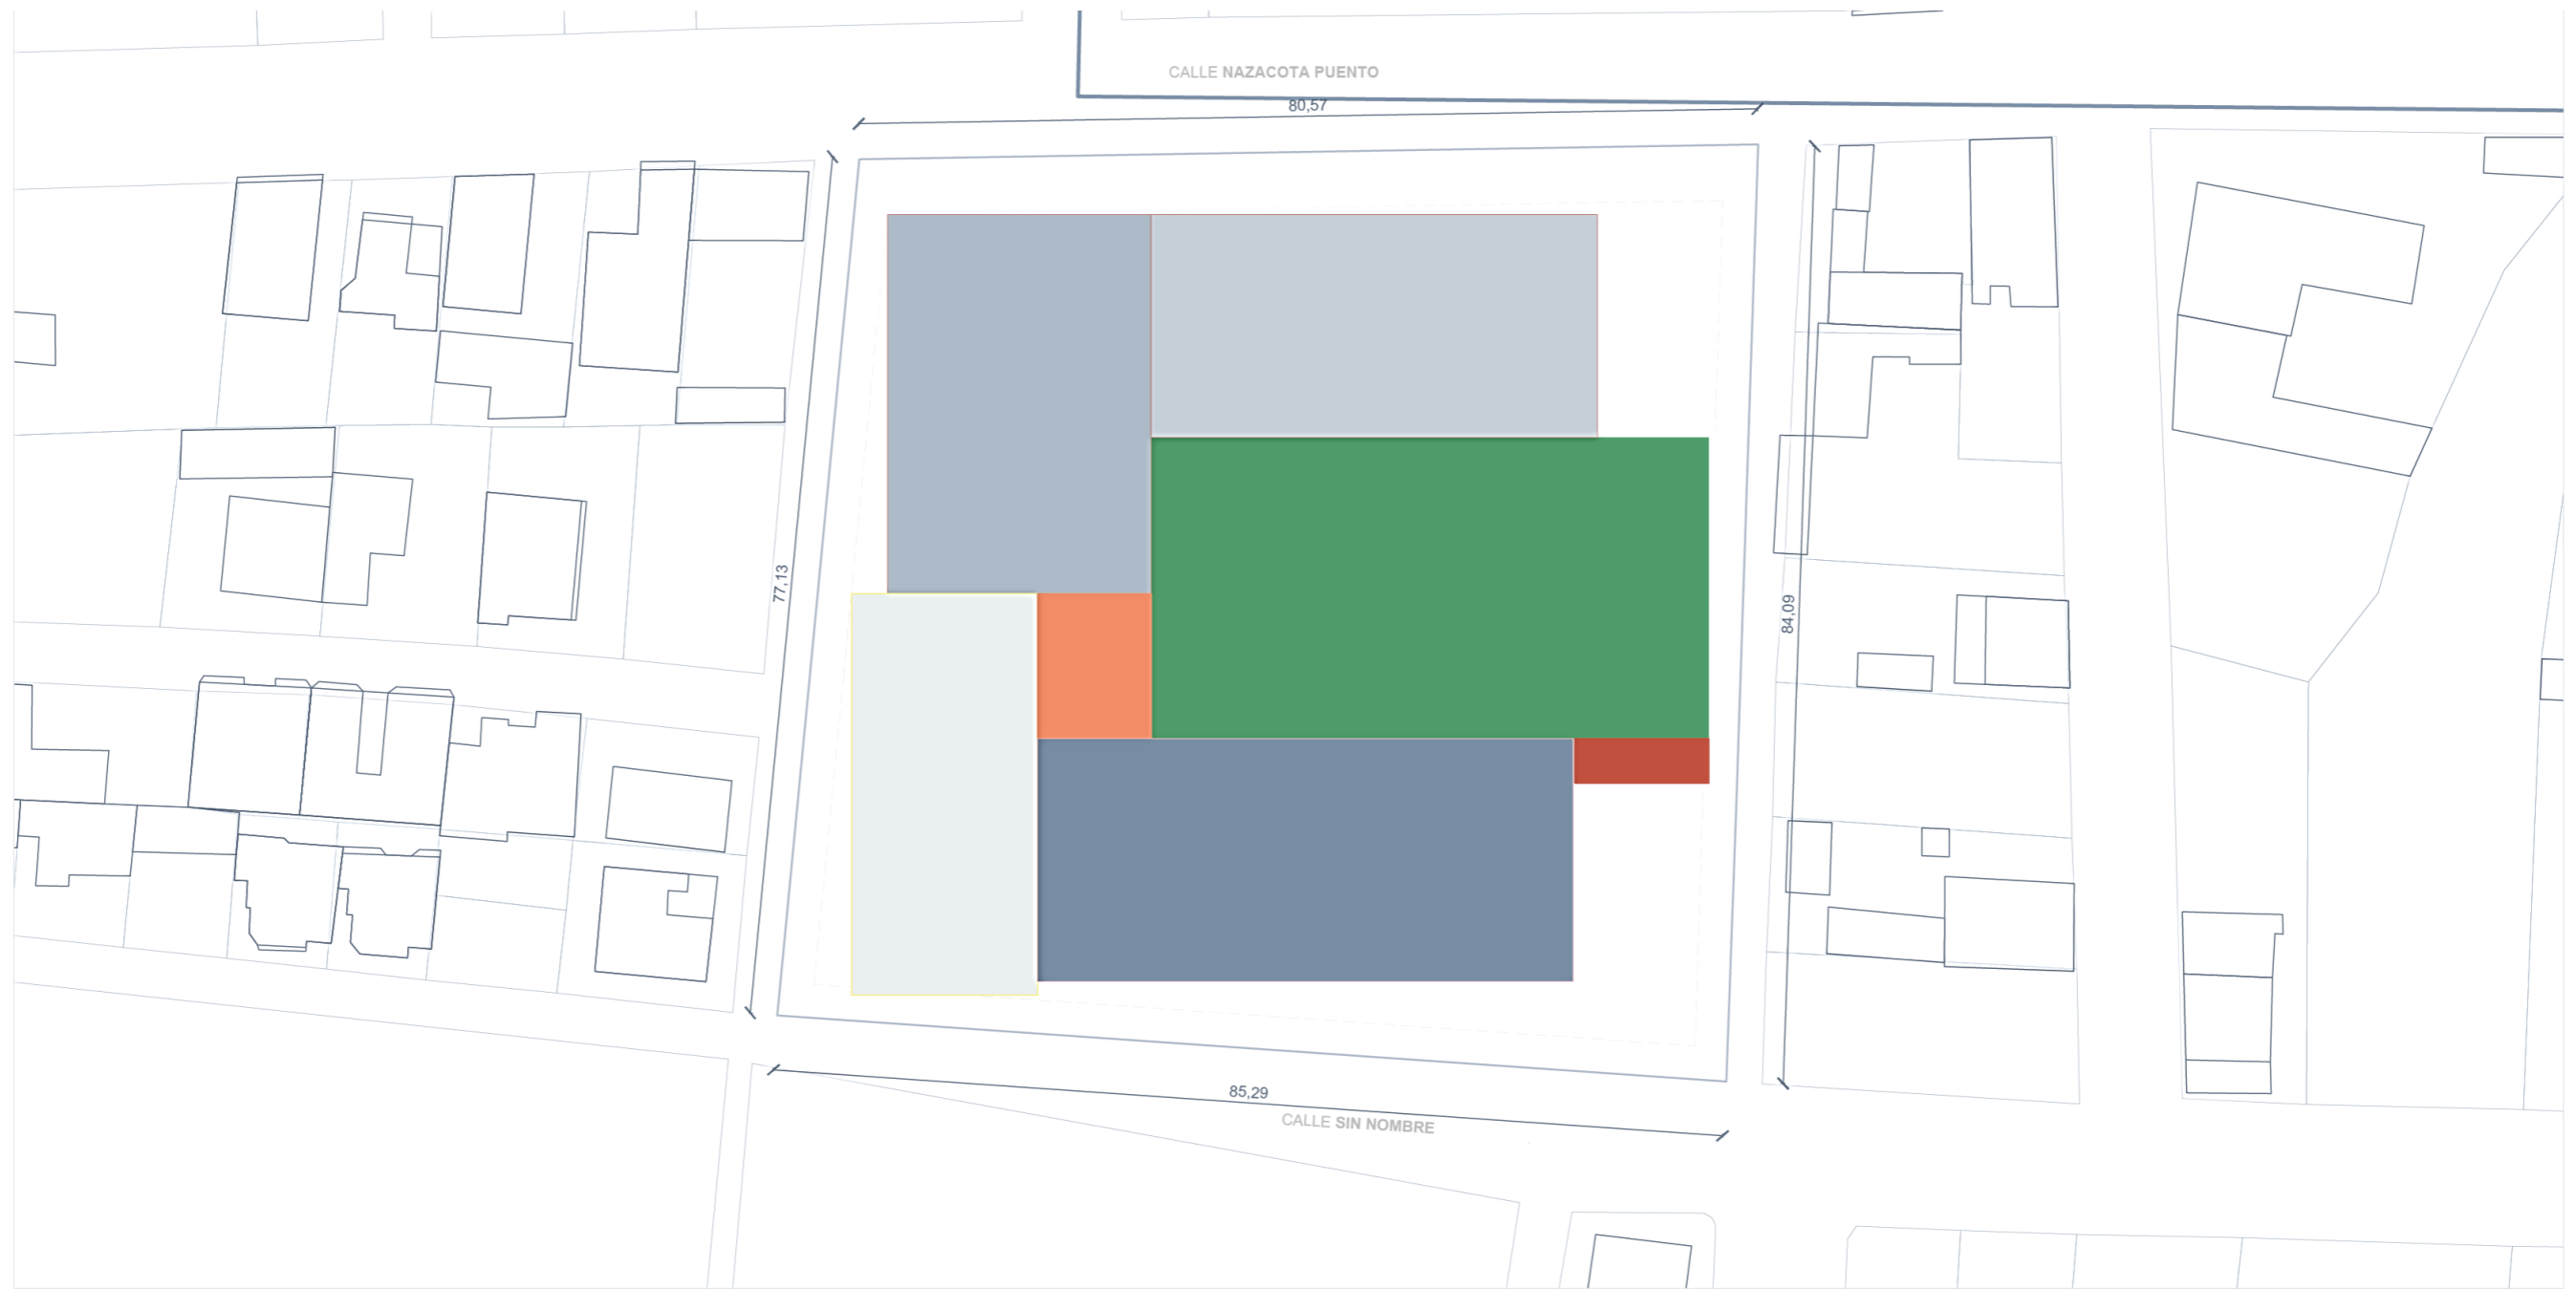 CALLE NAZACOTA PUENTO
80,57
77,13
84,09
85,29
CALLE SIN NOMBRE